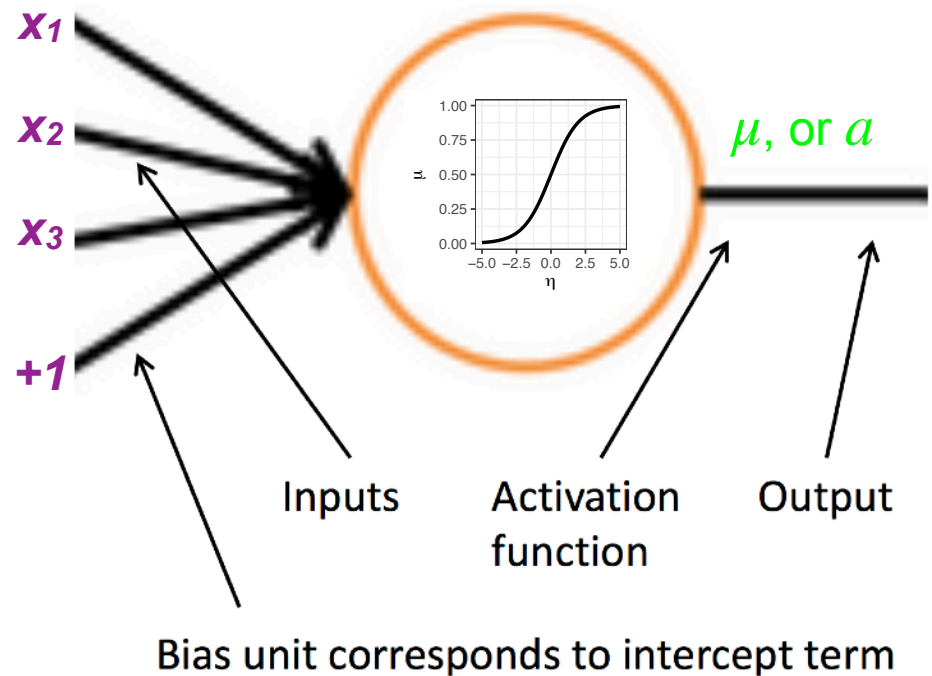 x1
x2
x3
+1
1.00
0.75
0.50
0.25
0.00
μ
−5.0 −2.5 0.0 2.5 5.0
η
μ, or a
Inputs
Activation
function
Output
Bias unit corresponds to intercept term